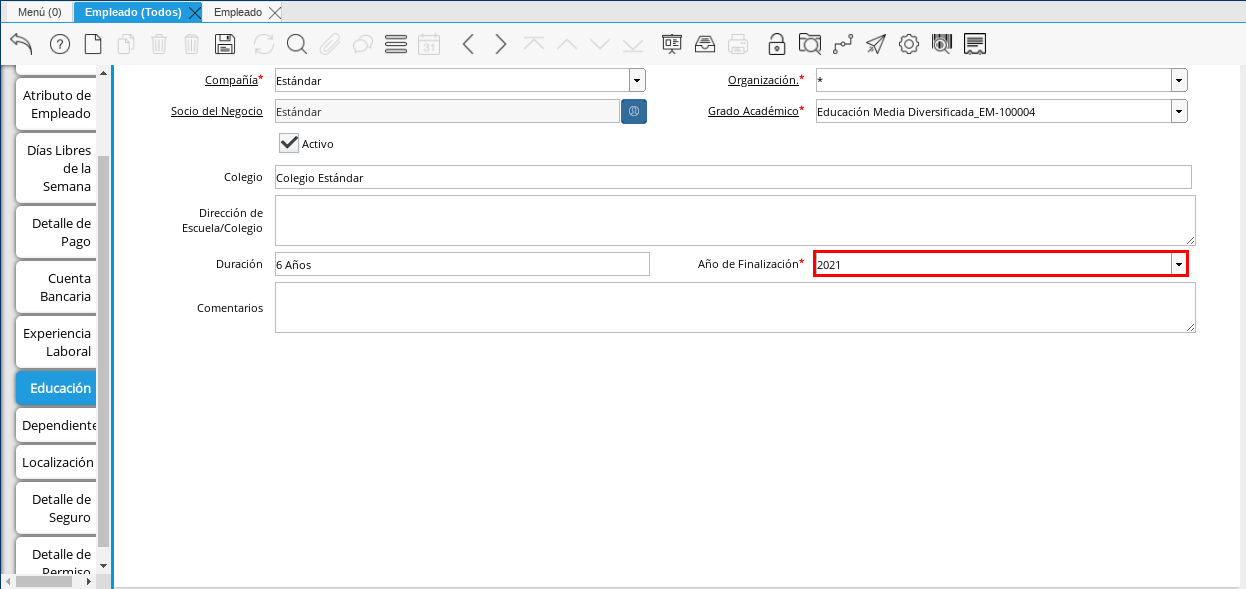 Menú (0) Empleado (Todos) Empleado
31
Compañía* Estándar Organización.* *
Socio del Negocio Estándar Grado Académico* Educación Media Diversificada_EM-100004
Activo
Colegio Colegio Estándar
Dirección de
Escuela/Colegio
Duración 6 Años Año de Finalización* 2021
Comentarios
Atributo de
Empleado
Días Libres
de la
Semana
Detalle de
Pago
Cuenta
Bancaria
Experiencia
Laboral
Educación
Dependiente
Localización
Detalle de
Seguro
Detalle de
Permiso